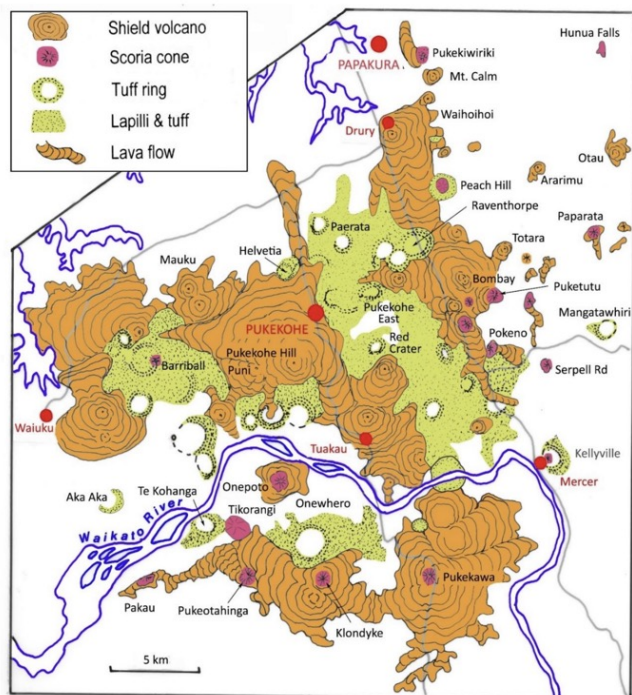 Shield volcano
Scoria cone
Tuff ring
Lapilli & tuff
Lava flow
Hunua Falls
Pukekiwiriki
PAPAKURA
Mt. Calm
Waihoihoi
Drury
Otau
Ararimu
Peach Hill
Raventhorpe
Paparata
Paerata
Totara
Helvetia
Mauku
Bombay
Puketutu
Mangatawhiri
PUKEKOHE
Pukekohe
East
Pokeno
Red
Crater
Pukekohe Hill
Puni
Barriball
Serpell Rd
Waiuku
Tuakau
Kellyville
Mercer
Aka Aka
Te Kohanga
Onepoto
Tikorangi
Onewhero
Waikato River
Pakau
Pukeotahinga
Klondyke
Pukekawa
5 km